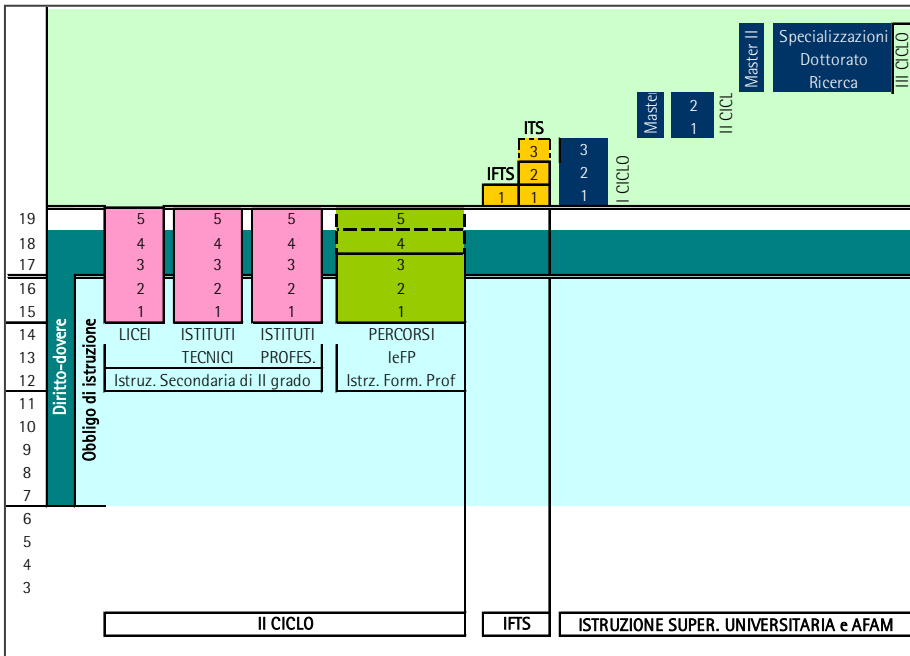 Master II
Specializzazioni
Dottorato
Ricerca
III CICLO
Master
2
1
II CICL
ITS
3
2
1
IFTS
1
3
2
1
I CICLO
19 5 5 5 5
18 4 4 4 4
17 3 3 3 3
16 2 2 2 2
15 1 1 1 1
14 LICEI ISTITUTI ISTITUTI PERCORSI
13 TECNICI PROFES. IeFP
12 Istruz. Secondaria di II grado Istrz. Form. Prof
11
10
9
8
7
6
5
4
3
Diritto-dovere
Obbligo di istruzione
II CICLO IFTS ISTRUZIONE SUPER. UNIVERSITARIA e AFAM